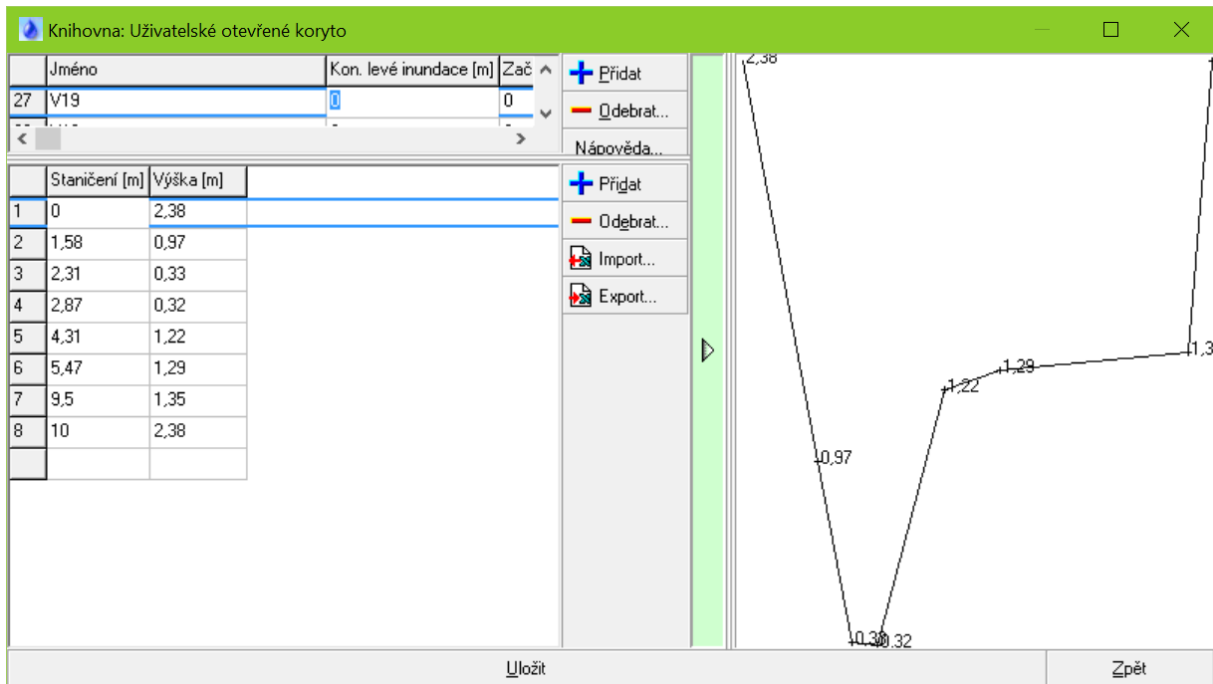 Knihovna: Uživatelské otevřené koryto
Jméno Kon. levé inundace [m] Zač
27 V19 0 0
Přidat
Odebrat...
Nápověda...
Staničení [m] Výška [m]
1 0 2,38
2 1,58 0,97
3 2,31 0,33
4 2,87 0,32
5 4,31 1,22
6 5,47 1,29
7 9,5 1,35
8 10 2,38
Přidat
Odebrat...
Import...
Export...
2,38
1,3
1,29
1,22
0,97
0.32
Uložit Zpět